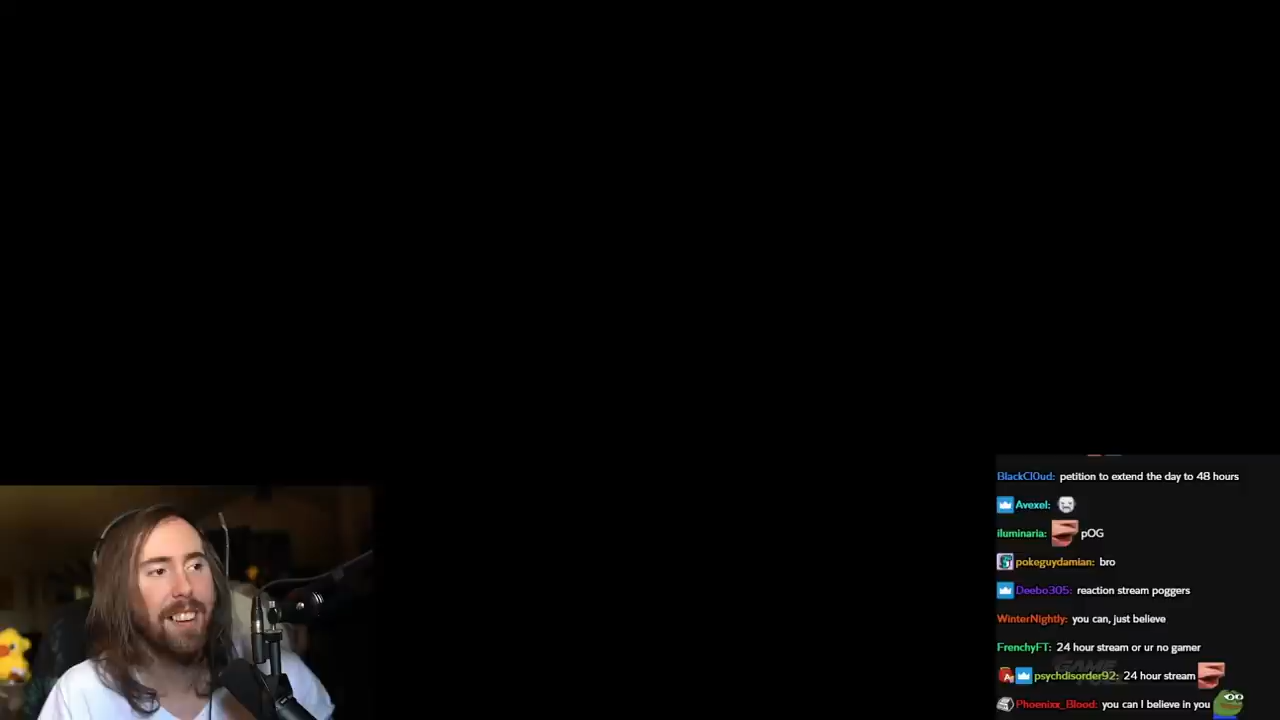 BlackCl0ud: petition to extend the day to 48 hours
Avexel:
iluminaria: pOG
pokeguydamian: bro
Deebo305: reaction stream poggers
WinterNightly: you can, just believe
FrenchyFT: 24 hour stream or ur no gamer
GAME FUEL
psychdisorder92: 24 hour stream
Phoenixx_Blood: you can I believe in you